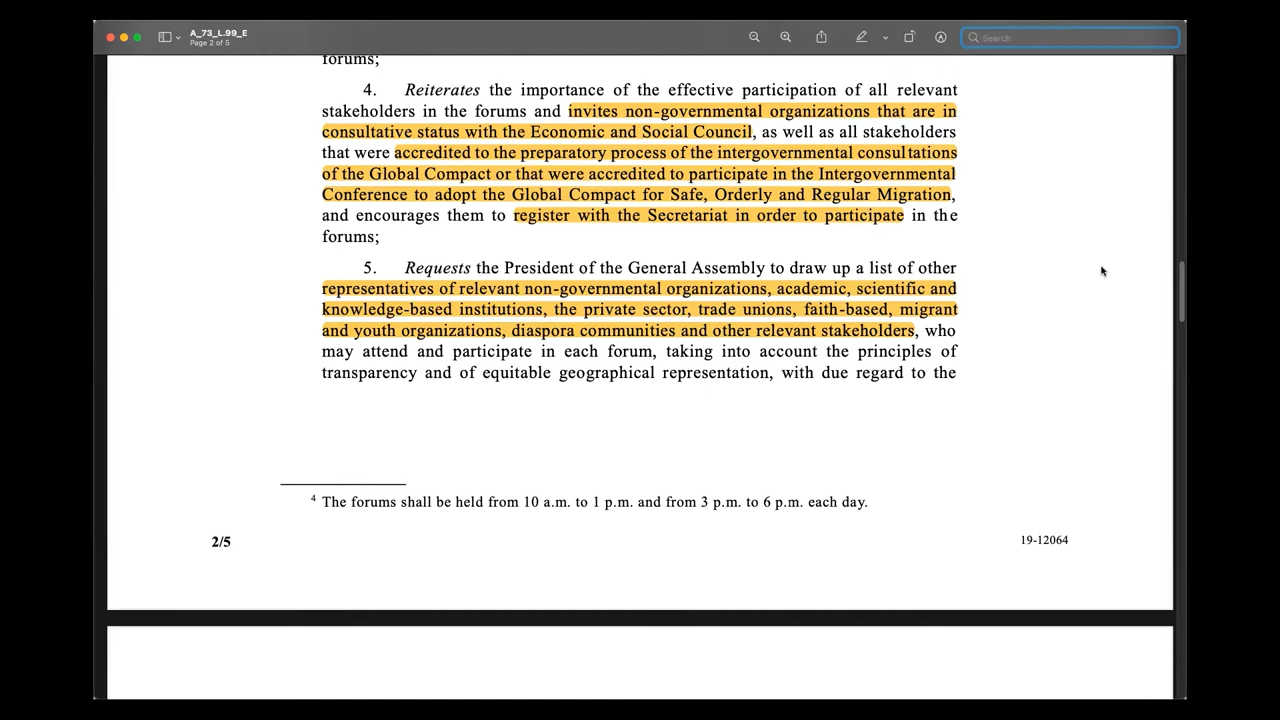 A_73_L.99_E
Page 2 of 5
Search
forums;
4. Reiterates the importance of the effective participation of all relevant
stakeholders in the forums and invites non-governmental organizations that are in
consultative status with the Economic and Social Council, as well as all stakeholders
that were accredited to the preparatory process of the intergovernmental consultations
of the Global Compact or that were accredited to participate in the Intergovernmental
Conference to adopt the Global Compact for Safe, Orderly and Regular Migration,
and encourages them to register with the Secretariat in order to participate in the
forums;
5. Requests the President of the General Assembly to draw up a list of other
representatives of relevant non-governmental organizations, academic, scientific and
knowledge-based institutions, the private sector, trade unions, faith-based, migrant
and youth organizations, diaspora communities and other relevant stakeholders, who
may attend and participate in each forum, taking into account the principles of
transparency and of equitable geographical representation, with due regard to the
4 The forums shall be held from 10 a.m. to 1 p.m. and from 3 p.m. to 6 p.m. each day.
2/5
19-12064